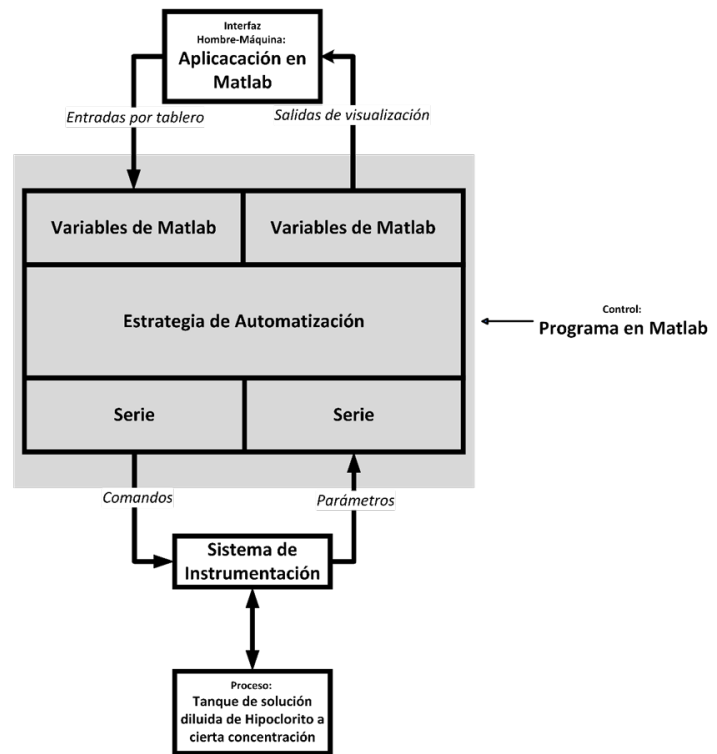 Interfaz
Hombre-Máquina:
Aplicacación en
Matlab
Entradas por tablero
Salidas de visualización
Variables de Matlab
Variables de Matlab
Estrategia de Automatización
Control:
Programa en Matlab
Serie
Serie
Comandos
Parámetros
Sistema de
Instrumentación
Proceso:
Tanque de solución
diluida de Hipoclorito a
cierta concentración